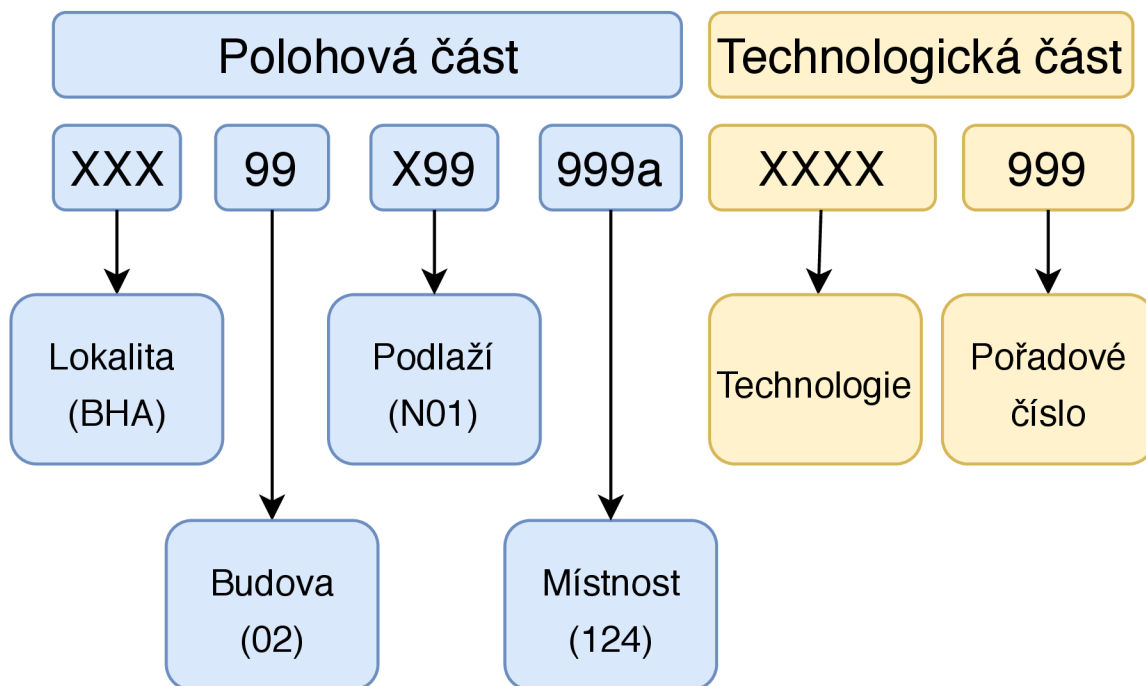 Polohová část
Technologická část
XXX
99
X99
999a
XXXX
999
Lokalita
(BHA)
Podlaží
(N01)
Technologie
Pořadové
číslo
Budova
(02)
Místnost
(124)